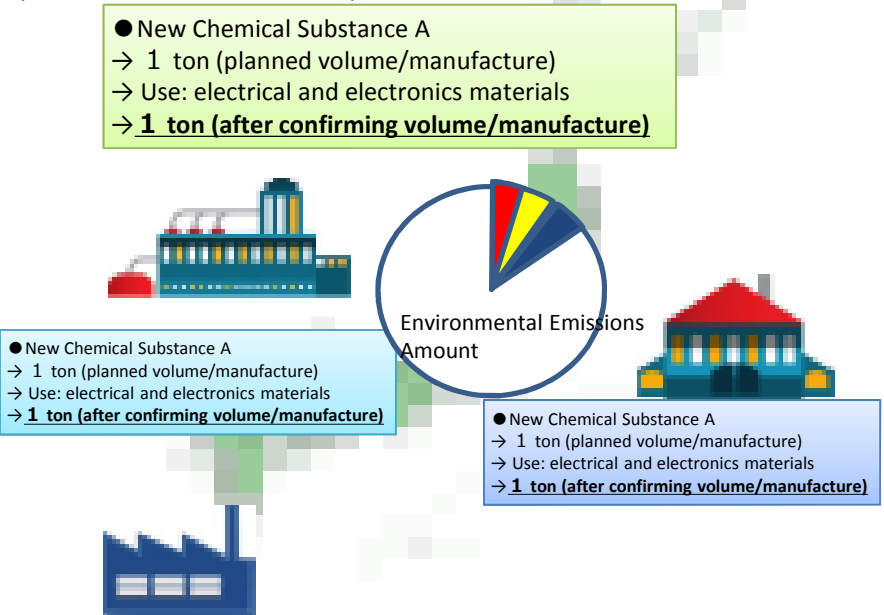 ●New Chemical Substance A
→ 1 ton (planned volume/manufacture)
→ Use: electrical and electronics materials
→ 1 ton (after confirming volume/manufacture)
Environmental Emissions
Amount
●New Chemical Substance A
→ 1 ton (planned volume/manufacture)
→ Use: electrical and electronics materials
→ 1 ton (after confirming volume/manufacture)
●New Chemical Substance A
→ 1 ton (planned volume/manufacture)
→ Use: electrical and electronics materials
→ 1 ton (after confirming volume/manufacture)